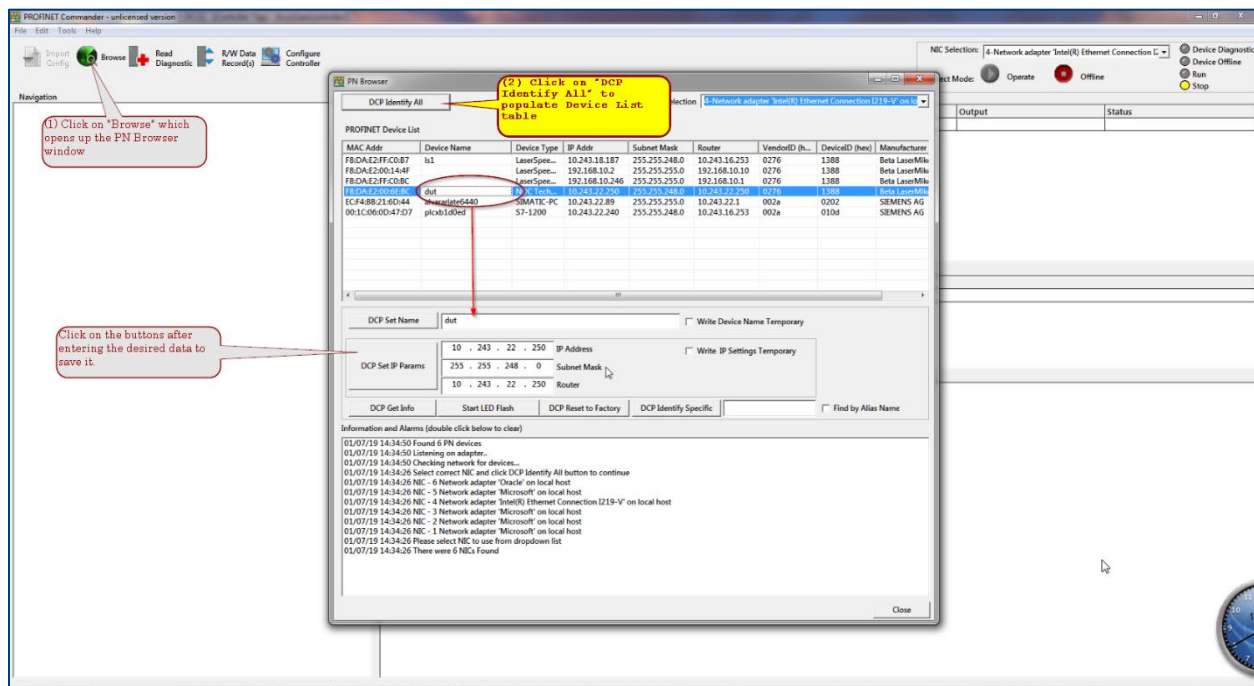 PROFINET Commander - unlicensed version
File Edit Tools Help
Import Config
Browse
Read Diagnostic
R/W Data Record(s)
Configure Controller
NIC Selection: 4-Network adapter 'Intel(R) Ethernet Connection I2
Device Diagnostic
Device Offline
Run
Stop
ect Mode: Operate Offline
Navigation
Output Status
(1) Click on "Browse" which
opens up the PN Browser
window
PN Browser
(2) Click on "DCP
Identify All" to
populate Device List
table
DCP Identify All
election 4-Network adapter 'Intel(R) Ethernet Connection I219-V' on lo
PROFINET Device List
MAC Addr Device Name Device Type IP Addr Subnet Mask Router VendorID (h... DeviceID (hex) Manufacturer
F8:DA:E2:FF:C0:B7 ls1 LaserSpee... 10.243.18.187 255.255.248.0 10.243.16.253 0276 1388 Beta LaserMik
F8:DA:E2:00:14:4F LaserSpee... 192.168.10.2 255.255.255.0 192.168.10.10 0276 1388 Beta LaserMik
F8:DA:E2:FF:C0:BC LaserSpee... 192.168.10.246 255.255.255.0 192.168.10.1 0276 1388 Beta LaserMik
F8:DA:E2:00:6E:BC dut Tech... 10.243.22.250 255.255.248.0 10.243.22.250 0276 1388 Beta LaserMik
EC:F4:BB:21:6D:44 SIMATIC-PC 10.243.22.89 255.255.255.0 10.243.22.1 002a 0202 SIEMENS AG
00:1C:06:0D:47:D7 plcxb1d0ed S7-1200 10.243.22.240 255.255.248.0 10.243.16.253 002a 010d SIEMENS AG
DCP Set Name dut Write Device Name Temporary
Click on the buttons after
entering the desired data to
save it.
DCP Set IP Params
10 . 243 . 22 . 250 IP Address
255 . 255 . 248 . 0 Subnet Mask
10 . 243 . 22 . 250 Router
Write IP Settings Temporary
DCP Get Info Start LED Flash DCP Reset to Factory DCP Identify Specific Find by Alias Name
Information and Alarms (double click below to clear)
01/07/19 14:34:50 Found 6 PN devices
01/07/19 14:34:50 Listening on adapter..
01/07/19 14:34:50 Checking network for devices...
01/07/19 14:34:26 Select correct NIC and click DCP Identify All button to continue
01/07/19 14:34:26 NIC - 6 Network adapter 'Oracle' on local host
01/07/19 14:34:26 NIC - 5 Network adapter 'Microsoft' on local host
01/07/19 14:34:26 NIC - 4 Network adapter 'Intel(R) Ethernet Connection I219-V' on local host
01/07/19 14:34:26 NIC - 3 Network adapter 'Microsoft' on local host
01/07/19 14:34:26 NIC - 2 Network adapter 'Microsoft' on local host
01/07/19 14:34:26 NIC - 1 Network adapter 'Microsoft' on local host
01/07/19 14:34:26 Please select NIC to use from dropdown list
01/07/19 14:34:26 There were 6 NICs Found
Close